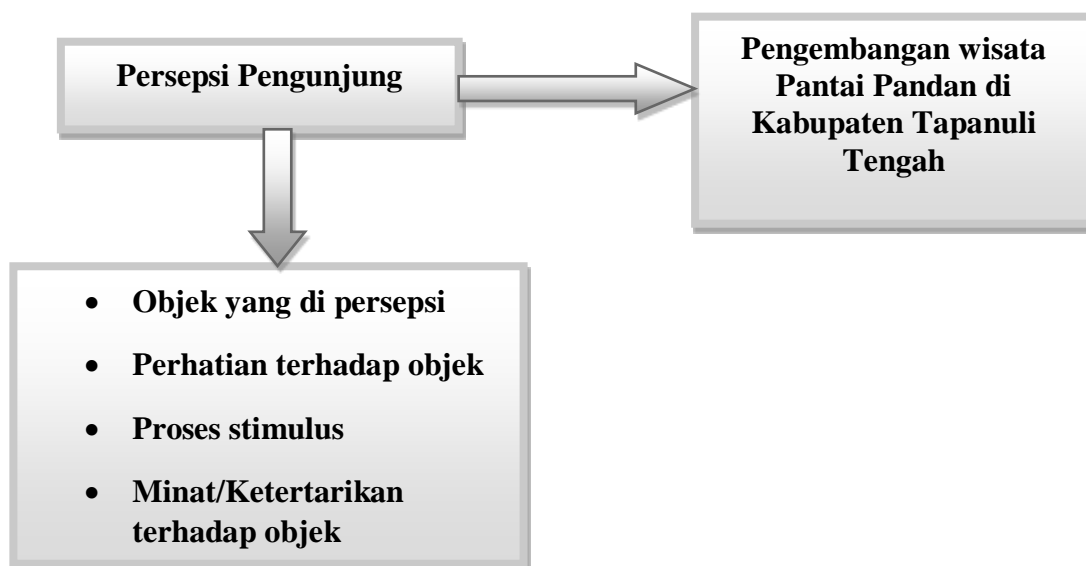 Persepsi Pengunjung
Pengembangan wisata
Pantai Pandan di
Kabupaten Tapanuli
Tengah
• Objek yang di persepsi
• Perhatian terhadap objek
• Proses stimulus
• Minat/Ketertarikan
terhadap objek